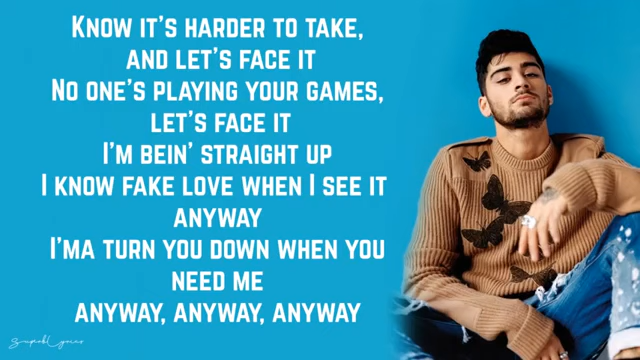 Know it's harder to take,
and let's face it
No one's playing your games,
let's face it
I'm bein' straight up
I know fake love when I see it
anyway
I'ma turn you down when you
need me
anyway, anyway, anyway